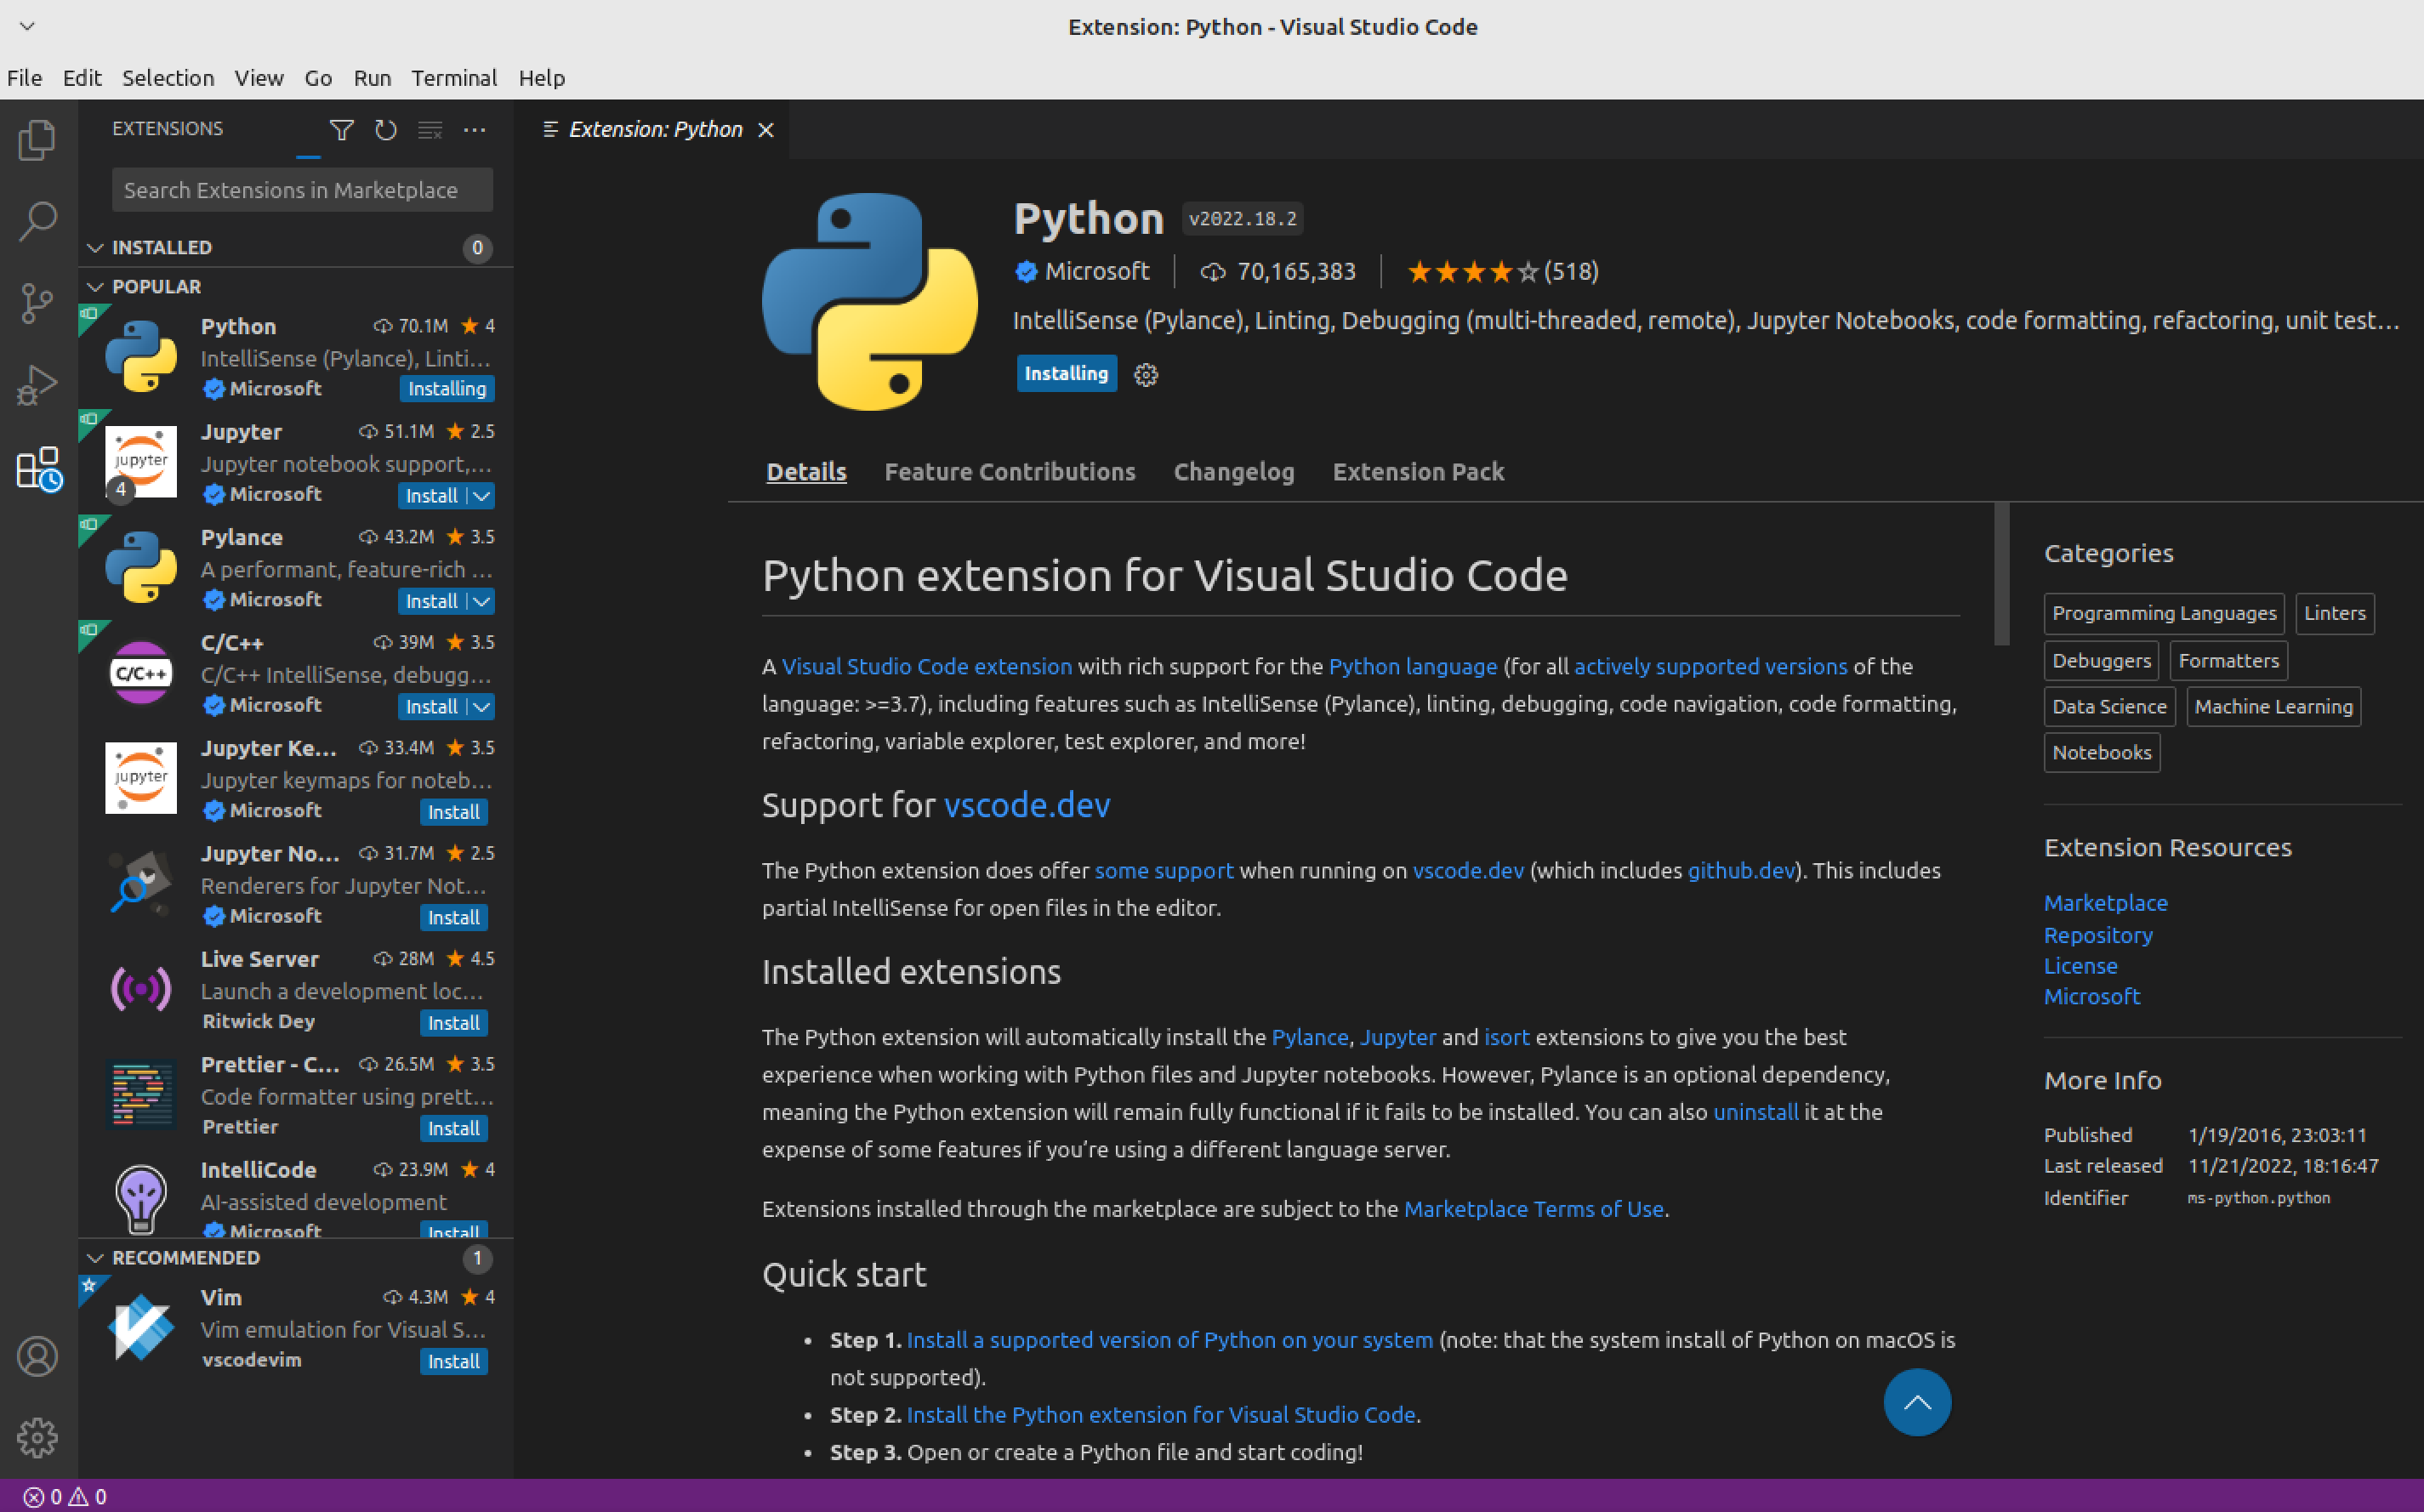 Extension: Python - Visual Studio Code
File Edit Selection View Go Run Terminal Help
EXTENSIONS
Search Extensions in Marketplace
INSTALLED 0
POPULAR
Python 70.1M 4
IntelliSense (Pylance), Linti...
Microsoft Installing
Jupyter 51.1M 2.5
Jupyter notebook support,...
Microsoft Install
jupyter
4
Pylance 43.2M 3.5
A performant, feature-rich ...
Microsoft Install
C/C++ 39M 3.5
C/C++ IntelliSense, debugg...
Microsoft Install
C/C++
Jupyter Ke... 33.4M 3.5
Jupyter keymaps for noteb...
Microsoft Install
jupyter
Jupyter No... 31.7M 2.5
Renderers for Jupyter Not...
Microsoft Install
Live Server 28M 4.5
Launch a development loc...
Ritwick Dey Install
Prettier - C... 26.5M 3.5
Code formatter using prett...
Prettier Install
IntelliCode 23.9M 4
AI-assisted development
Microsoft Install
RECOMMENDED 1
Vim 4.3M 4
Vim emulation for Visual S...
vscodevim Install
Extension: Python
Python v2022.18.2
Microsoft 70,165,383 (518)
IntelliSense (Pylance), Linting, Debugging (multi-threaded, remote), Jupyter Notebooks, code formatting, refactoring, unit test...
Installing
Details Feature Contributions Changelog Extension Pack
Python extension for Visual Studio Code
A Visual Studio Code extension with rich support for the Python language (for all actively supported versions of the
language: >=3.7), including features such as IntelliSense (Pylance), linting, debugging, code navigation, code formatting,
refactoring, variable explorer, test explorer, and more!
Support for vscode.dev
The Python extension does offer some support when running on vscode.dev (which includes github.dev). This includes
partial IntelliSense for open files in the editor.
Installed extensions
The Python extension will automatically install the Pylance, Jupyter and isort extensions to give you the best
experience when working with Python files and Jupyter notebooks. However, Pylance is an optional dependency,
meaning the Python extension will remain fully functional if it fails to be installed. You can also uninstall it at the
expense of some features if you’re using a different language server.
Extensions installed through the marketplace are subject to the Marketplace Terms of Use.
Quick start
• Step 1. Install a supported version of Python on your system (note: that the system install of Python on macOS is
not supported).
• Step 2. Install the Python extension for Visual Studio Code.
• Step 3. Open or create a Python file and start coding!
Categories
Programming Languages Linters
Debuggers Formatters
Data Science Machine Learning
Notebooks
Extension Resources
Marketplace
Repository
License
Microsoft
More Info
Published 1/19/2016, 23:03:11
Last released 11/21/2022, 18:16:47
Identifier ms-python.python
0 0